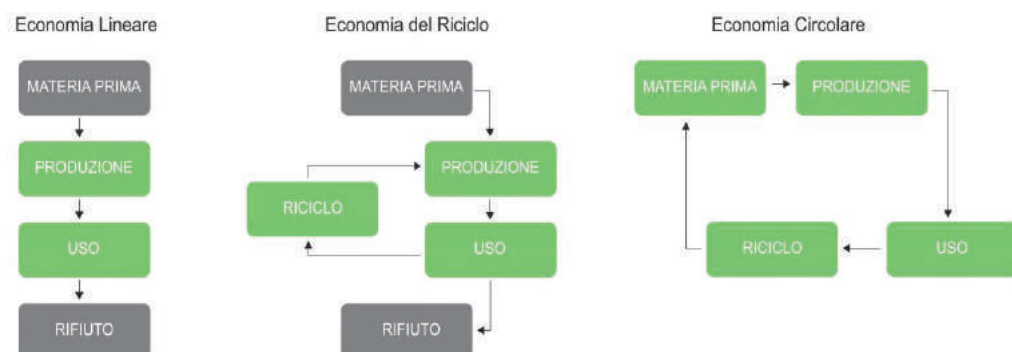 Economia Lineare
MATERIA PRIMA
PRODUZIONE
USO
RIFIUTO
Economia del Riciclo
MATERIA PRIMA
PRODUZIONE
RICICLO
USO
RIFIUTO
Economia Circolare
MATERIA PRIMA
PRODUZIONE
RICICLO
USO